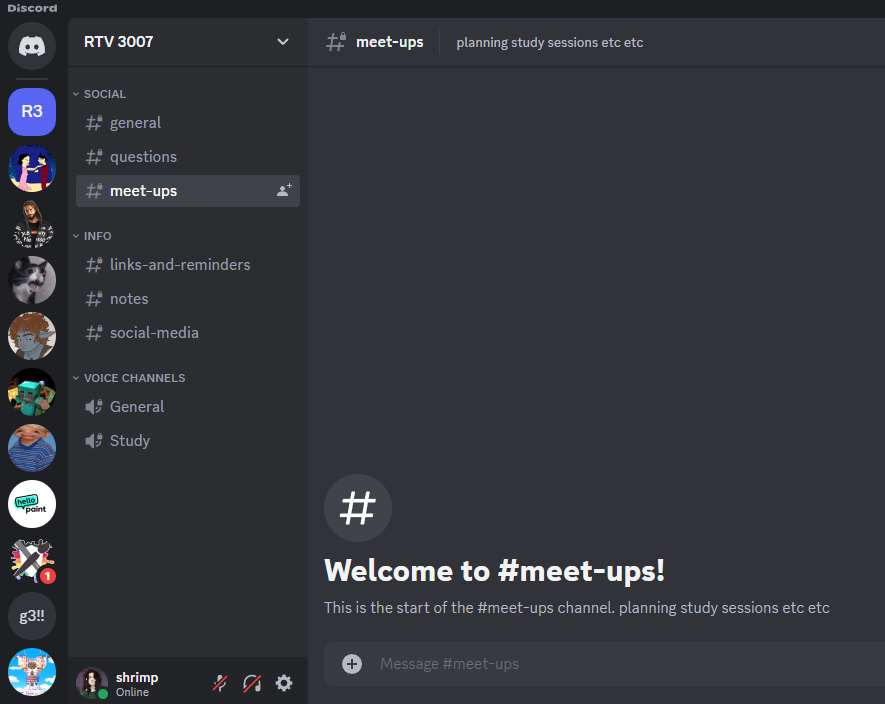 Discord
RTV 3007
meet-ups
planning study sessions etc etc
R3
SOCIAL
general
questions
meet-ups
INFO
links-and-reminders
notes
social-media
VOICE CHANNELS
General
Study
hello
paint
1
g3!!
Welcome to #meet-ups!
This is the start of the #meet-ups channel. planning study sessions etc etc
Message #meet-ups
shrimp
Online